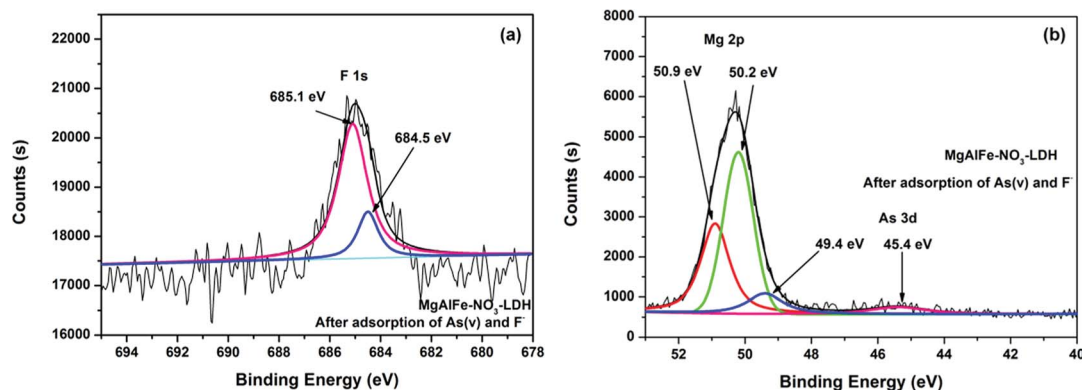 (a)
F 1s
685.1 eV
684.5 eV
MgAlFe-NO₃-LDH
After adsorption of As(v) and F⁻
Counts (s)
22000
21000
20000
19000
18000
17000
16000
694 692 690 688 686 684 682 680 678
Binding Energy (eV)
(b)
Mg 2p
50.9 eV
50.2 eV
MgAlFe-NO₃-LDH
After adsorption of As(v) and F⁻
As 3d
49.4 eV
45.4 eV
Counts (s)
8000
7000
6000
5000
4000
3000
2000
1000
0
52 50 48 46 44 42 40
Binding Energy (eV)